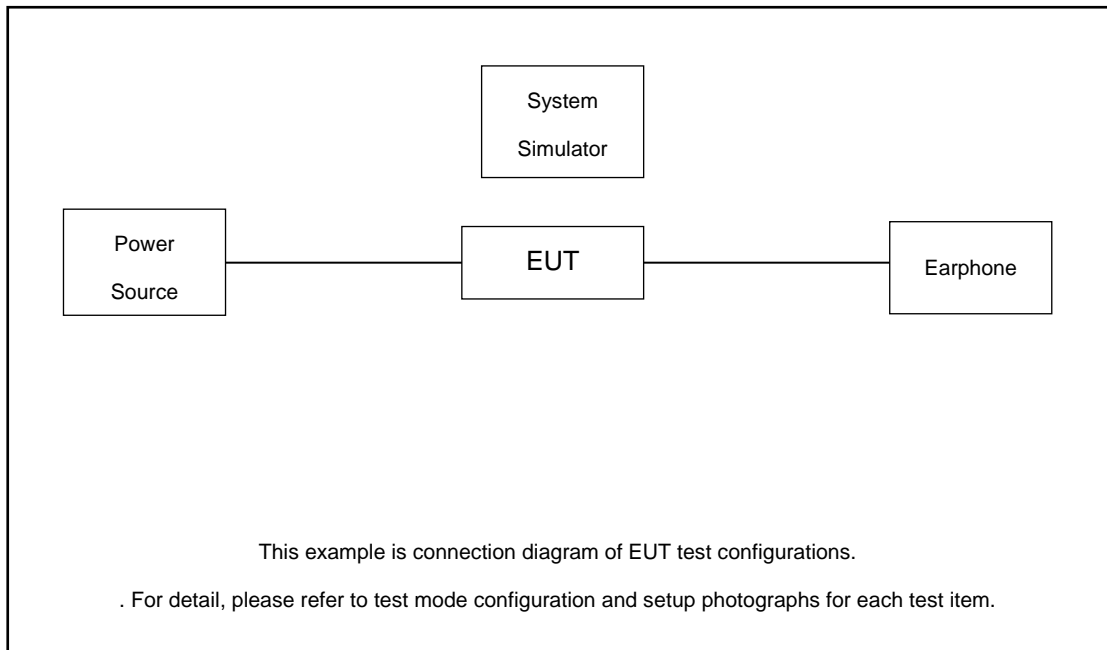 System
Simulator
Power
Source
EUT
Earphone
This example is connection diagram of EUT test configurations.
. For detail, please refer to test mode configuration and setup photographs for each test item.